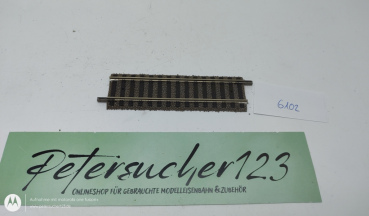 6102
Petersucher123
ONLINESHOP FÜR GEBRAUCHTE MODELLEISENBAHN & ZUBEHÖR